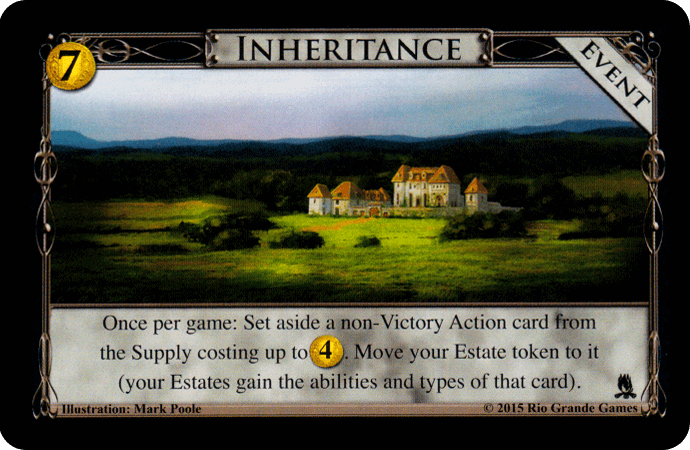 7
INHERITANCE
EVENT
Once per game: Set aside a non-Victory Action card from
the Supply costing up to 4. Move your Estate token to it
(your Estates gain the abilities and types of that card).
Illustration: Mark Poole
© 2015 Rio Grande Games